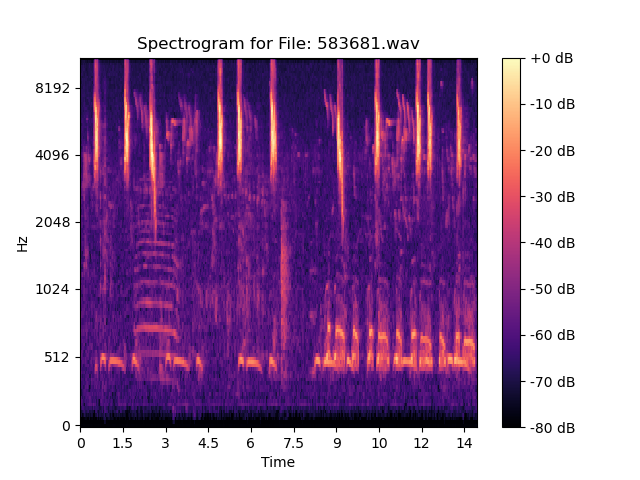 Spectrogram for File: 583681.wav
Hz
8192
4096
2048
1024
512
0
0 1.5 3 4.5 6 7.5 9 10 12 14
Time
+0 dB
-10 dB
-20 dB
-30 dB
-40 dB
-50 dB
-60 dB
-70 dB
-80 dB